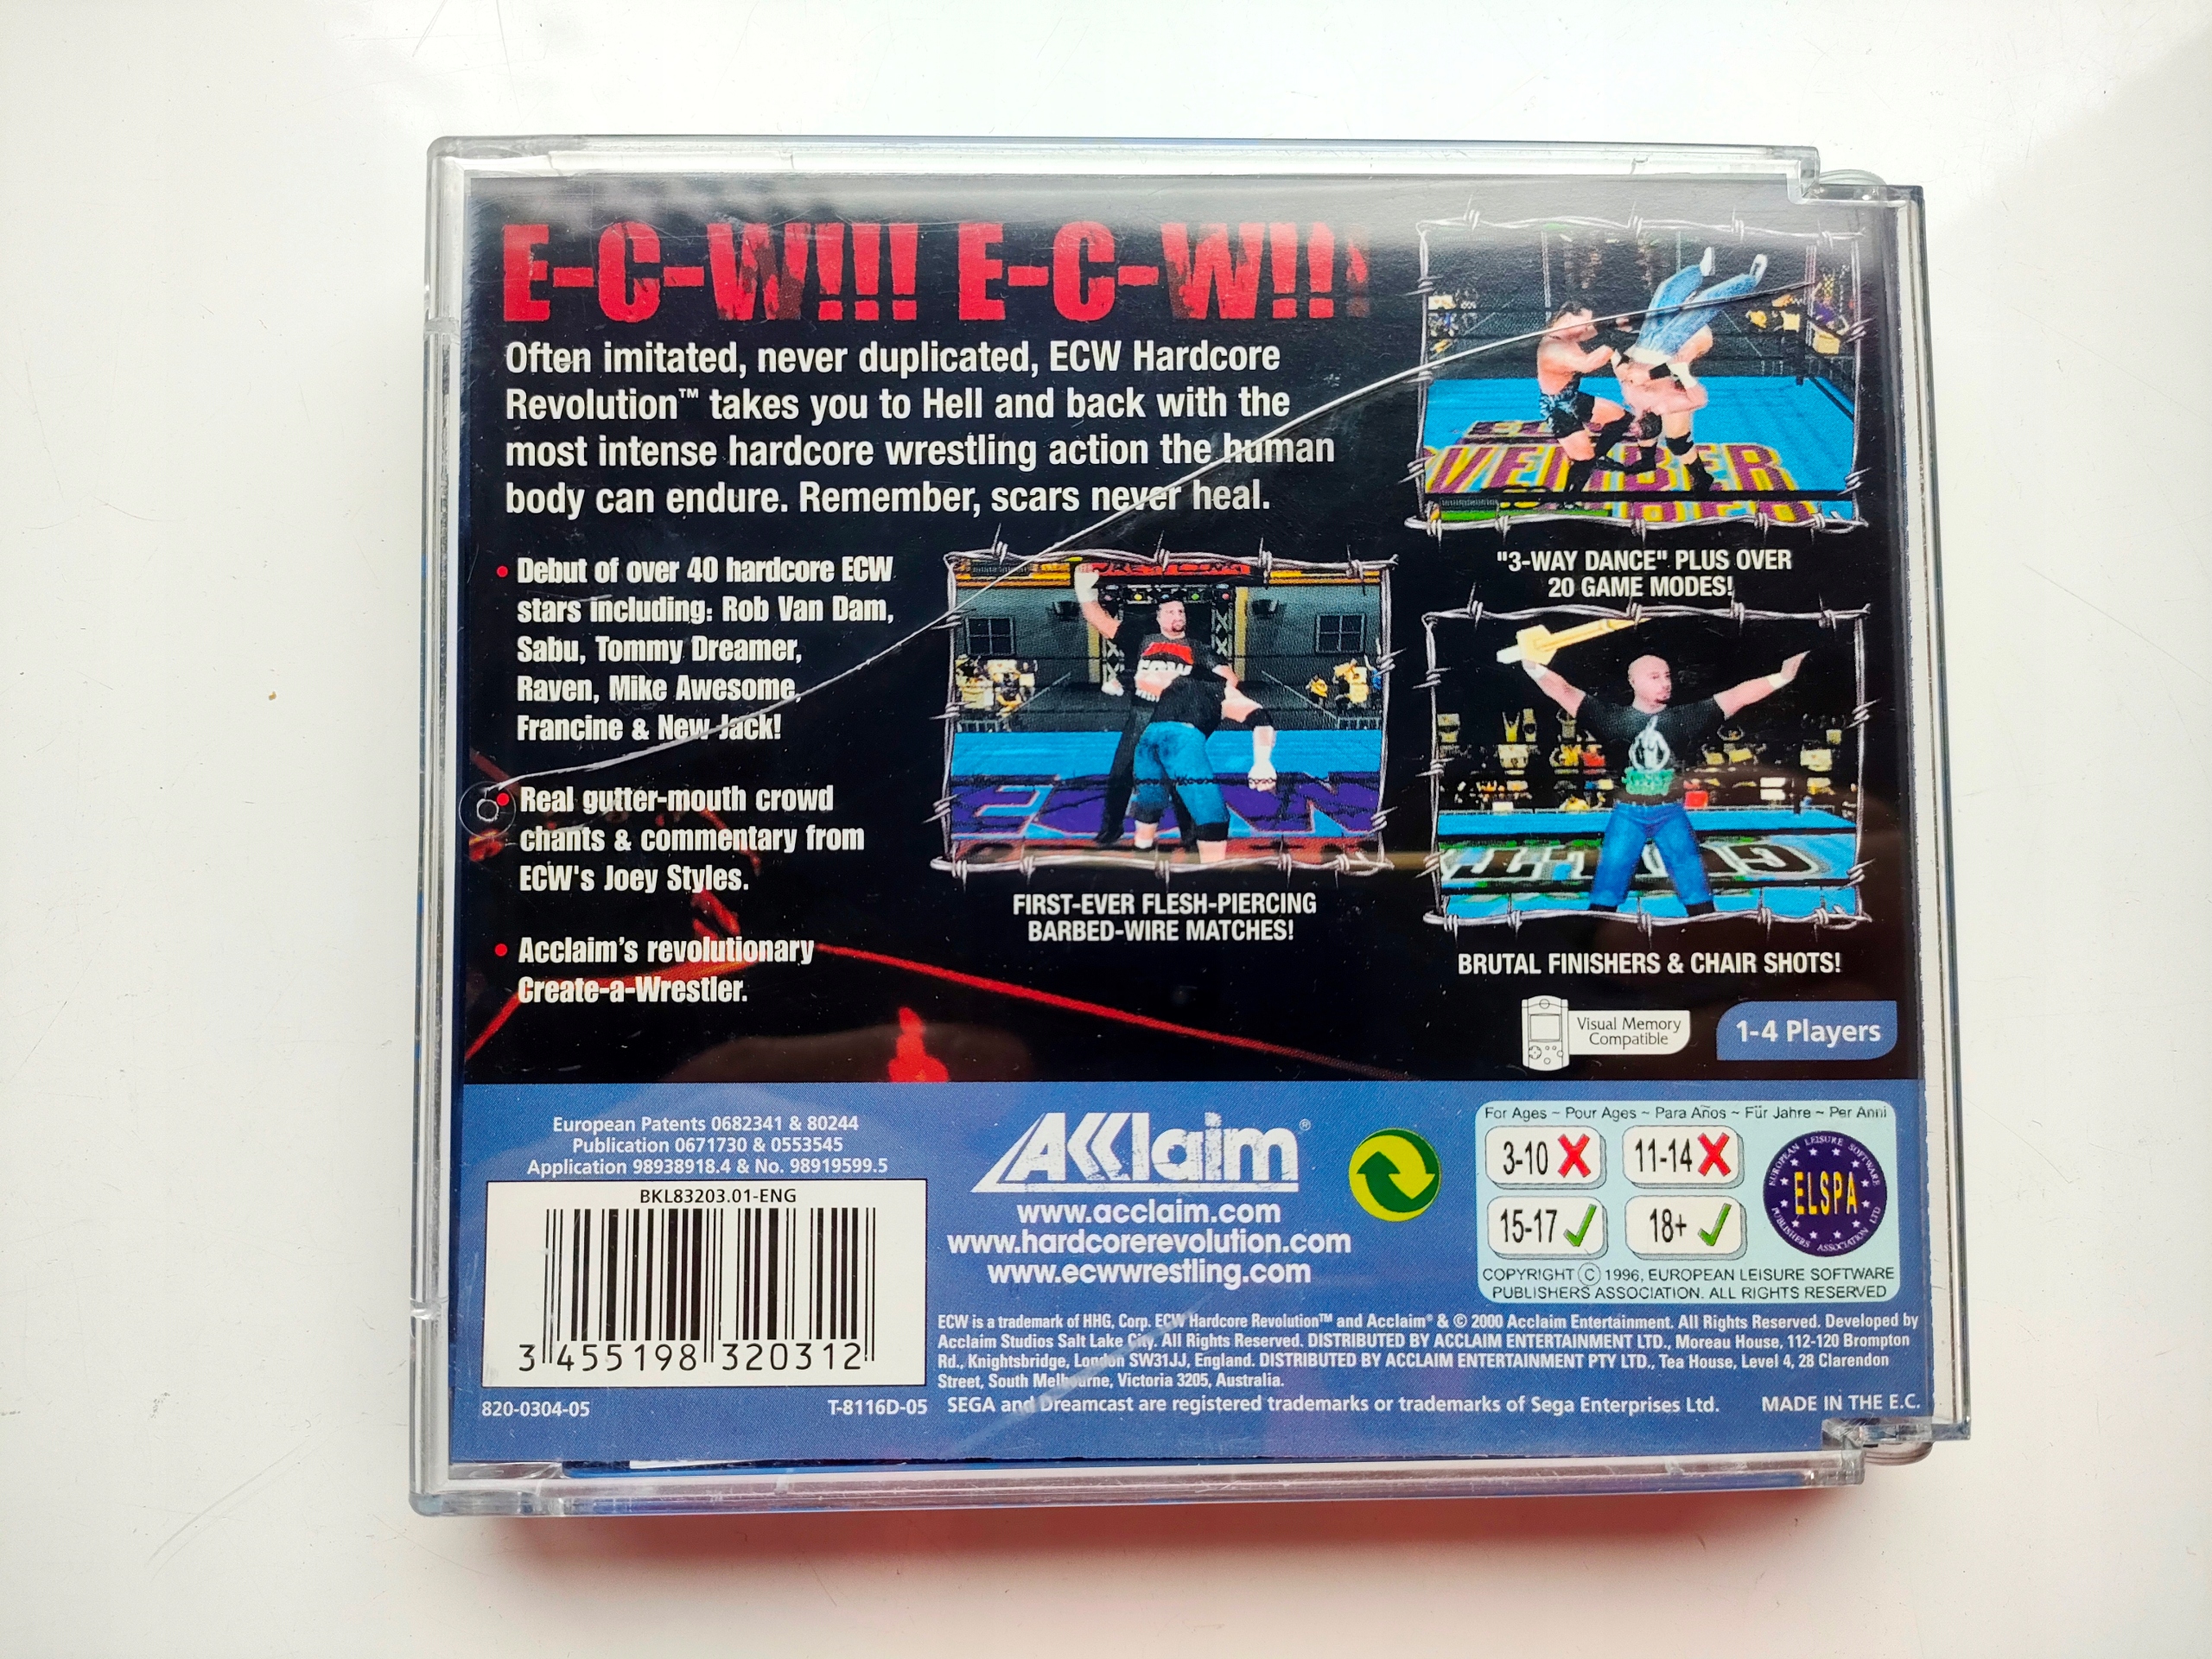 E-C-W!!! E-C-W!!!
Often imitated, never duplicated, ECW Hardcore
Revolution™ takes you to Hell and back with the
most intense hardcore wrestling action the human
body can endure. Remember, scars never heal.
• Debut of over 40 hardcore ECW
stars including: Rob Van Dam,
Sabu, Tommy Dreamer,
Raven, Mike Awesome,
Francine & New Jack!
• Real gutter-mouth crowd
chants & commentary from
ECW's Joey Styles.
• Acclaim's revolutionary
Create-a-Wrestler.
FIRST-EVER FLESH-PIERCING
BARBED-WIRE MATCHES!
"3-WAY DANCE" PLUS OVER
20 GAME MODES!
BRUTAL FINISHERS & CHAIR SHOTS!
Visual Memory
Compatible
1-4 Players
European Patents 0682341 & 80244
Publication 0671730 & 0553545
Application 98938918.4 & No. 98919599.5
BKL83203.01-ENG
3 455198 320312
820-0304-05
T-8116D-05
Acclaim®
www.acclaim.com
www.hardcorerevolution.com
www.ecwwrestling.com
For Ages ~ Pour Ages ~ Para Años ~ Für Jahre ~ Per Anni
3-10 11-14
15-17 18+
EUROPEAN LEISURE SOFTWARE
ELSPA
PUBLISHERS ASSOCIATION LTD
COPYRIGHT © 1996, EUROPEAN LEISURE SOFTWARE
PUBLISHERS ASSOCIATION. ALL RIGHTS RESERVED
ECW is a trademark of HHG, Corp. ECW Hardcore Revolution™ and Acclaim® & © 2000 Acclaim Entertainment. All Rights Reserved. Developed by
Acclaim Studios Salt Lake City. All Rights Reserved. DISTRIBUTED BY ACCLAIM ENTERTAINMENT LTD., Moreau House, 112-120 Brompton
Rd., Knightsbridge, London SW31JJ, England. DISTRIBUTED BY ACCLAIM ENTERTAINMENT PTY LTD., Tea House, Level 4, 28 Clarendon
Street, South Melbourne, Victoria 3205, Australia.
SEGA and Dreamcast are registered trademarks or trademarks of Sega Enterprises Ltd.
MADE IN THE E.C.